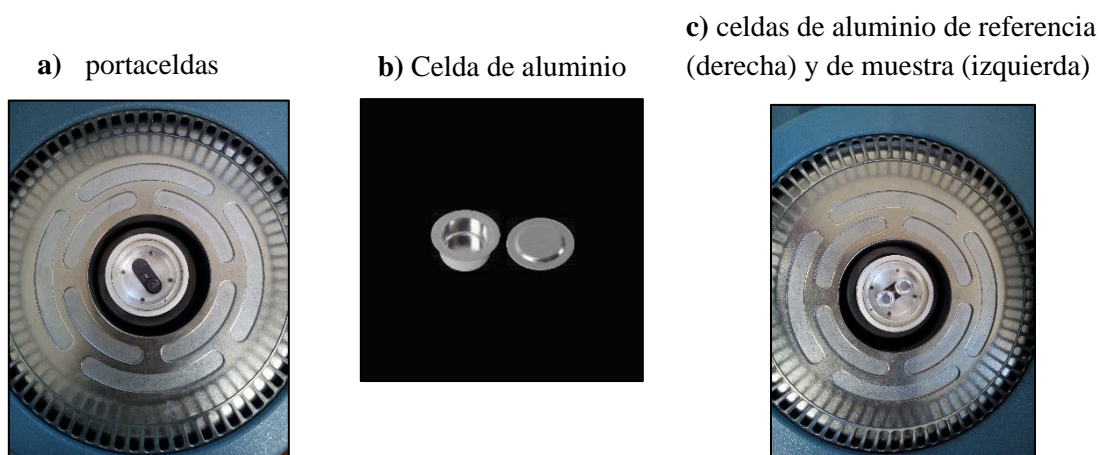 a) portaceldas
b) Celda de aluminio
c) celdas de aluminio de referencia
(derecha) y de muestra (izquierda)